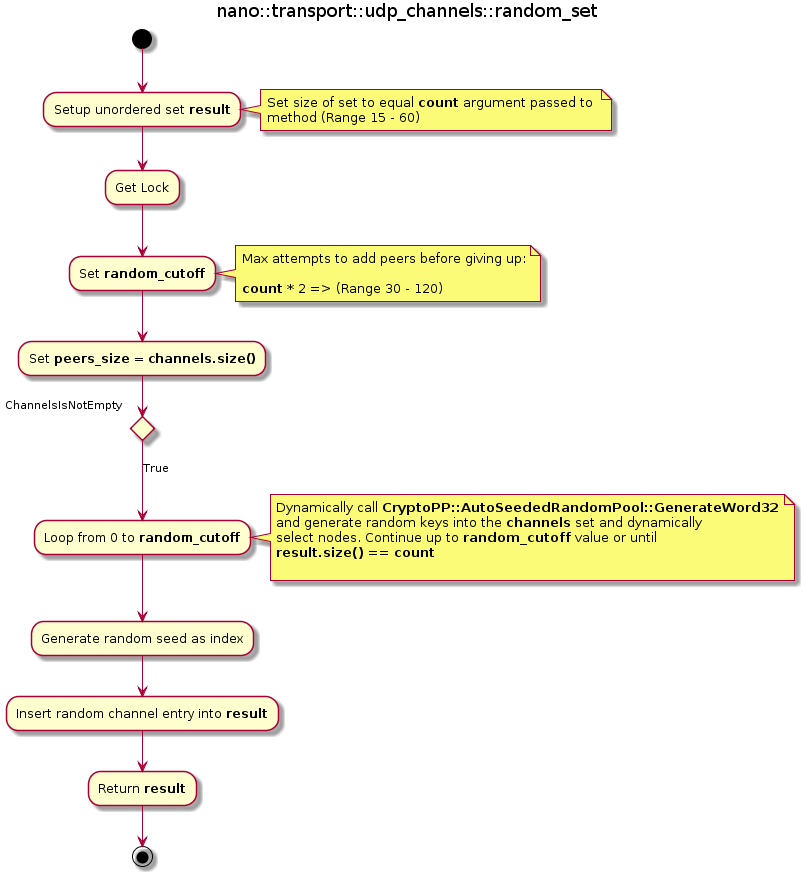 nano::transport::udp_channels::random_set
Setup unordered set result
Set size of set to equal count argument passed to
method (Range 15 - 60)
Get Lock
Set random_cutoff
Max attempts to add peers before giving up:
count * 2 => (Range 30 - 120)
Set peers_size = channels.size()
ChannelsIsNotEmpty
True
Loop from 0 to random_cutoff
Dynamically call CryptoPP::AutoSeededRandomPool::GenerateWord32
and generate random keys into the channels set and dynamically
select nodes. Continue up to random_cutoff value or until
result.size() == count
Generate random seed as index
Insert random channel entry into result
Return result